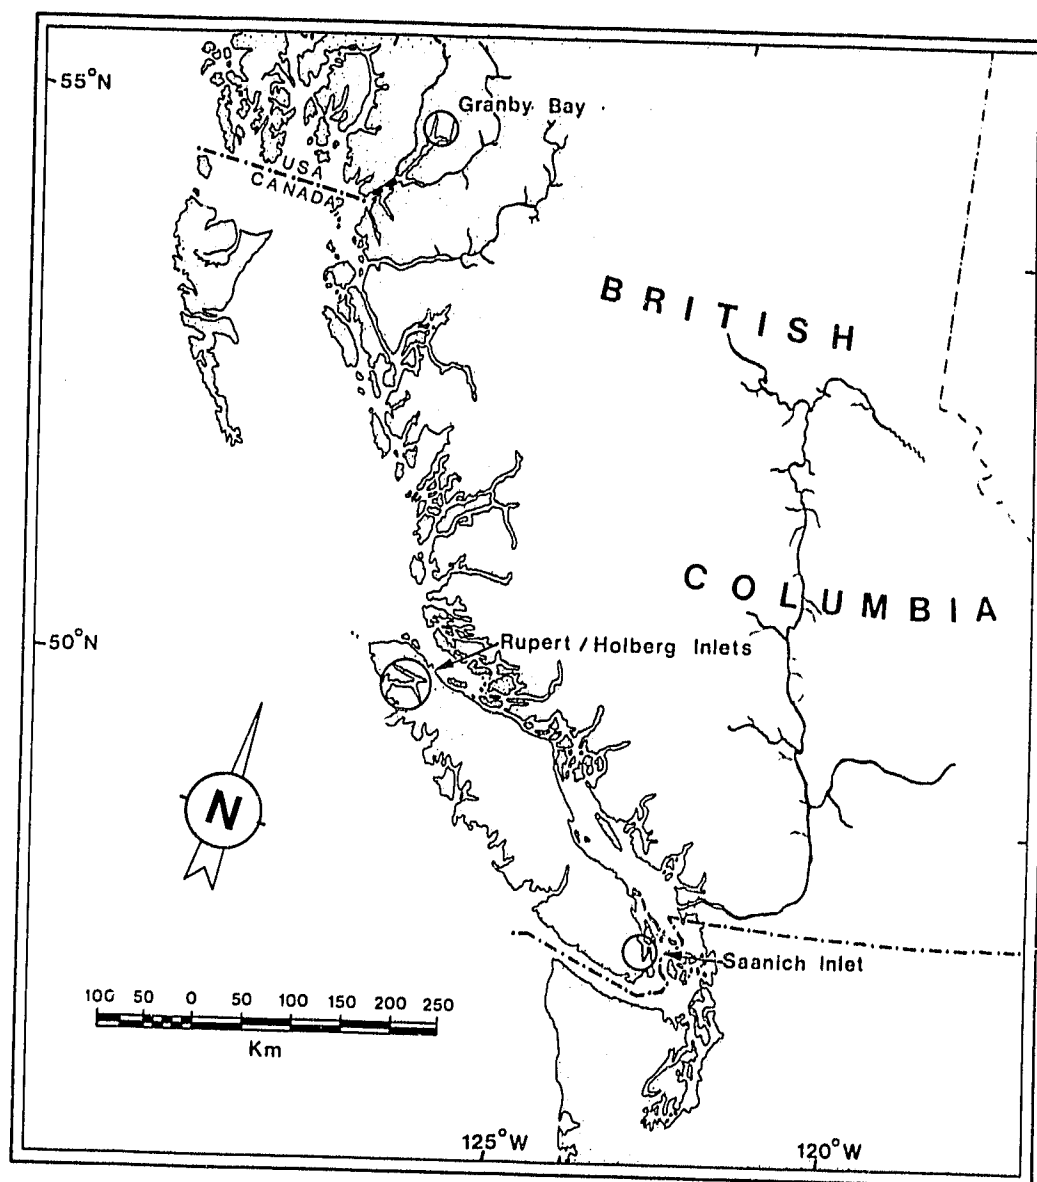 55°N
Granby Bay
USA
CANADA
BRITISH
COLUMBIA
50°N
Rupert / Holberg Inlets
N
Saanich Inlet
100 50 0 50 100 150 200 250
Km
125°W
120°W